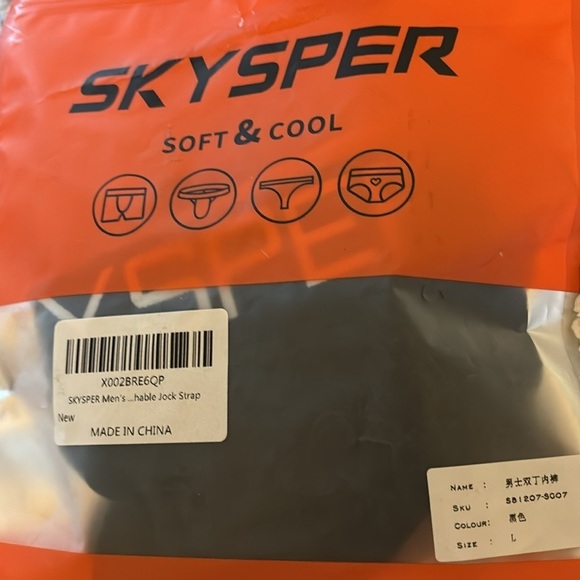 SKYSPER
SOFT & COOL
X002BRE6QP
SKYSPER Men's ...hable Jock Strap
New
MADE IN CHINA
NAME : 男士双丁内裤
SKU : SB1207-S007
COLOUR: 黑色
SIZE : L